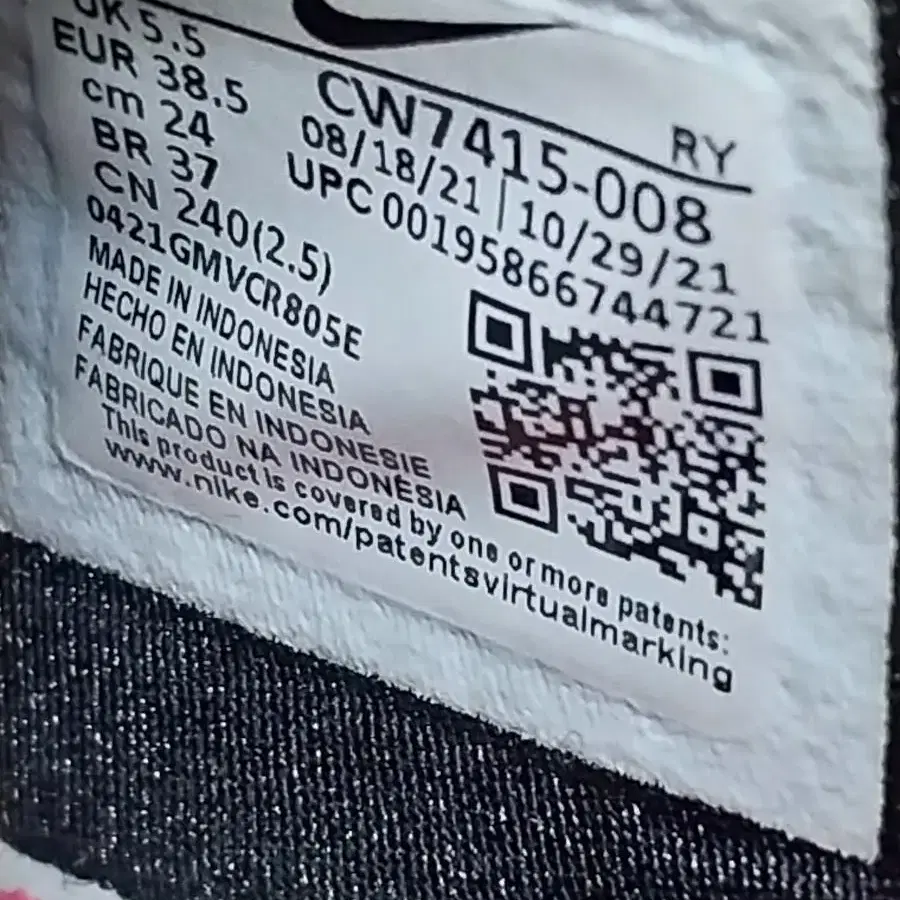 UK 5.5
EUR 38.5
cm 24
BR 37
CN 240(2.5)
RY
CW7415-008
08/18/21 | 10/29/21
UPC 00195866744721
0421GMVCR805E
MADE IN INDONESIA
HECHO EN INDONESIA
FABRIQUE EN INDONESIE
FABRICADO NA INDONÉSIA
This product is covered by one or more patents:
www.nike.com/patentsvirtualmarking